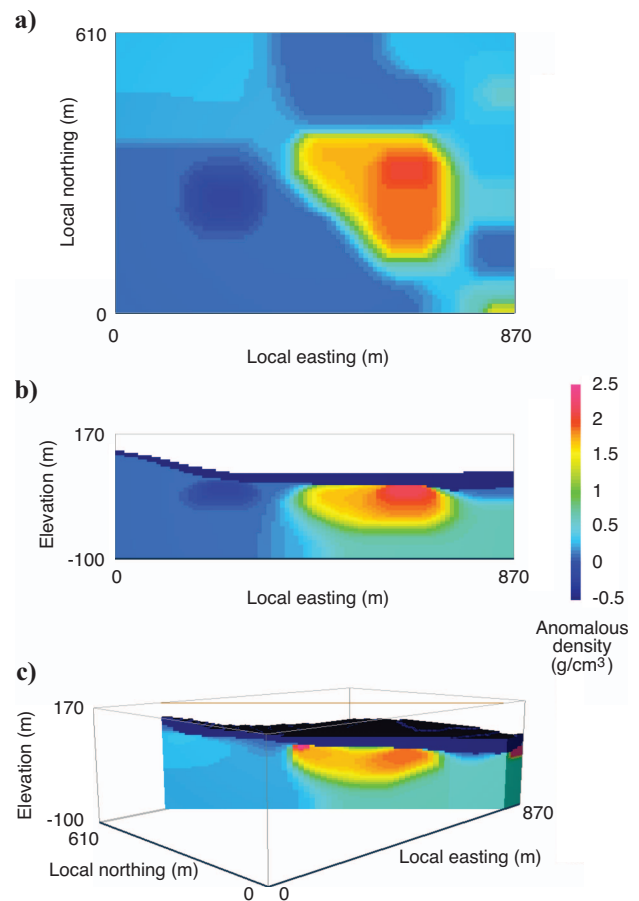 a)
610
Local northing (m)
0
0
870
Local easting (m)
b)
170
Elevation (m)
-100
0
870
Local easting (m)
2.5
2
1.5
1
0.5
0
-0.5
Anomalous
density
(g/cm³)
c)
170
Elevation (m)
-100
610
Local northing (m)
0
0
Local easting (m)
870